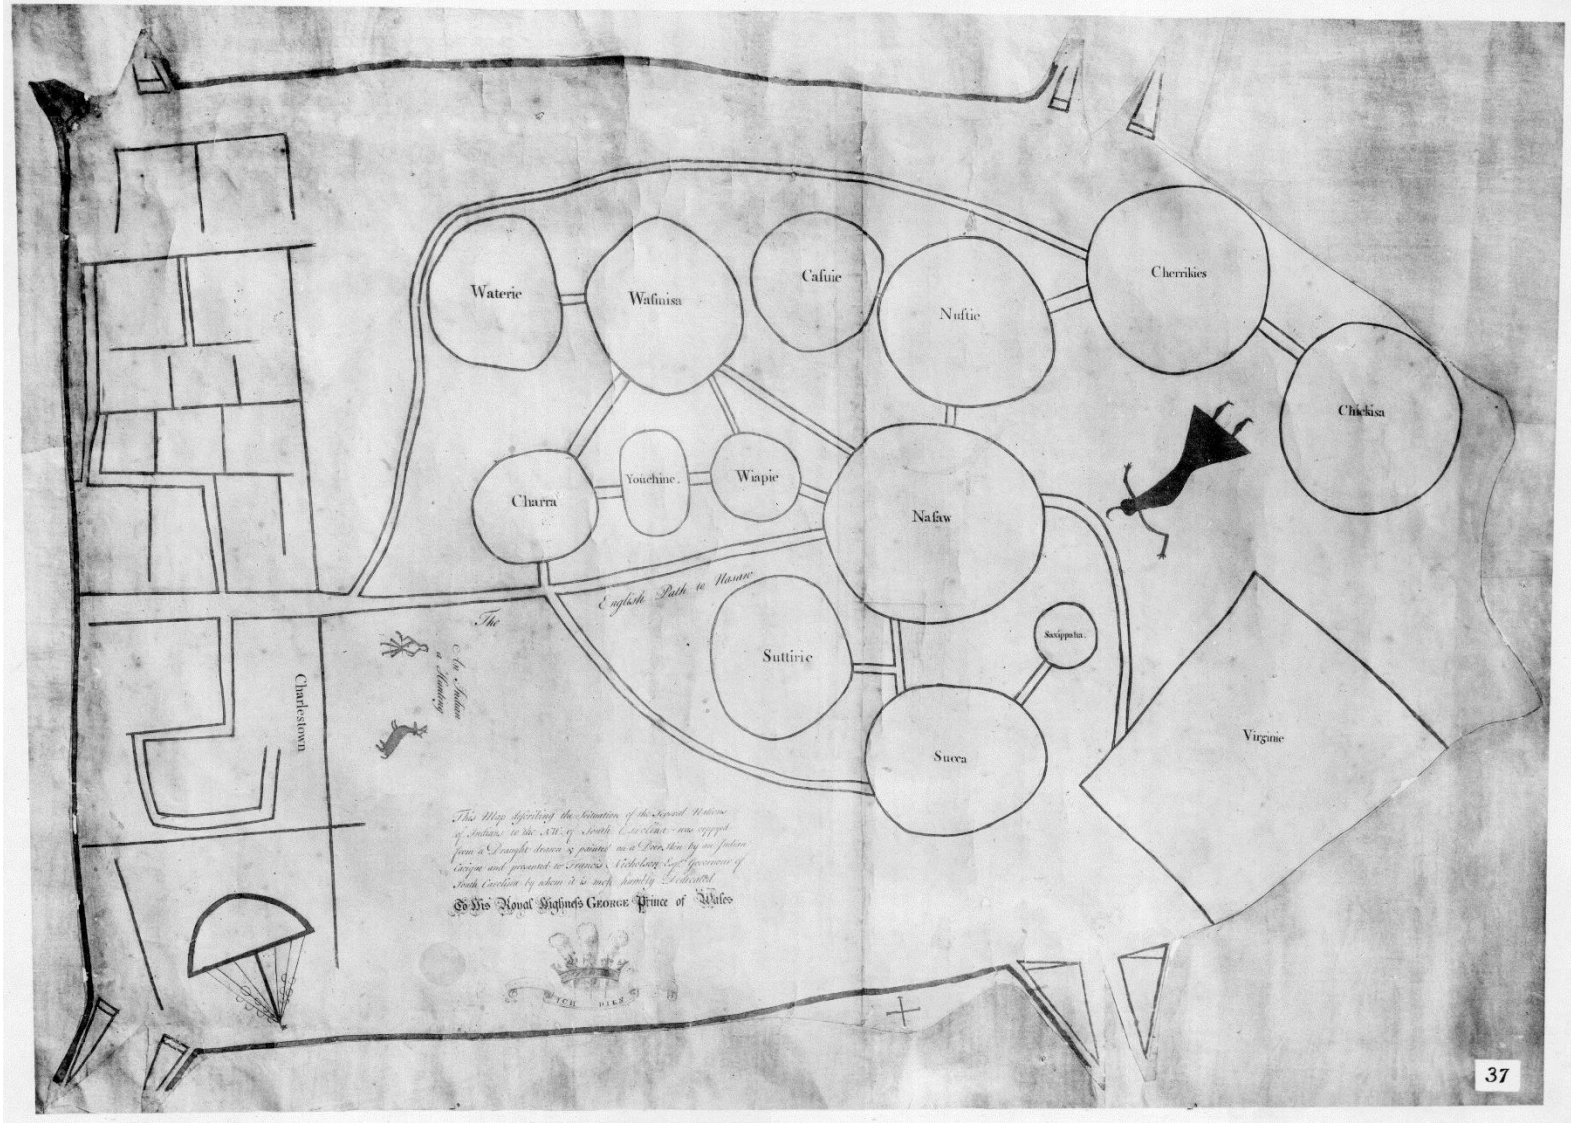 Waterie
Waſmisa
Caſuie
Nuſtie
Cherrikies
Chickisa
Charra
Youchine.
Wiapie
Naſaw
The
English Path to Nasaw
Suttirie
Saxippaha.
Succa
Virginie
An Indian
a Hunting
Charlestown
This Map describing the Scituation of the Several Nations
of Indians to the NW. of South Carolina was coppyed
from a Draught drawn & painted on a Deer Skin by an Indian
Cacique and presented to Francis Nicholson Esqr. Governour of
South Carolina by whom it is most humbly Dedicated
To His Royal Highneſs GEORGE Prince of Wales
ICH DIEN
37